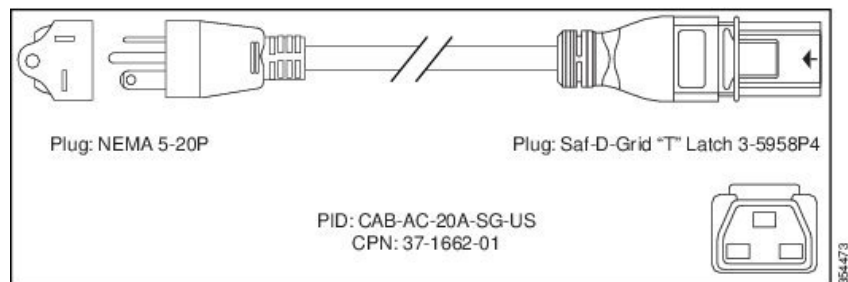 Plug: NEMA 5-20P
Plug: Saf-D-Grid "T" Latch 3-5958P4
PID: CAB-AC-20A-SG-US
CPN: 37-1662-01
354473